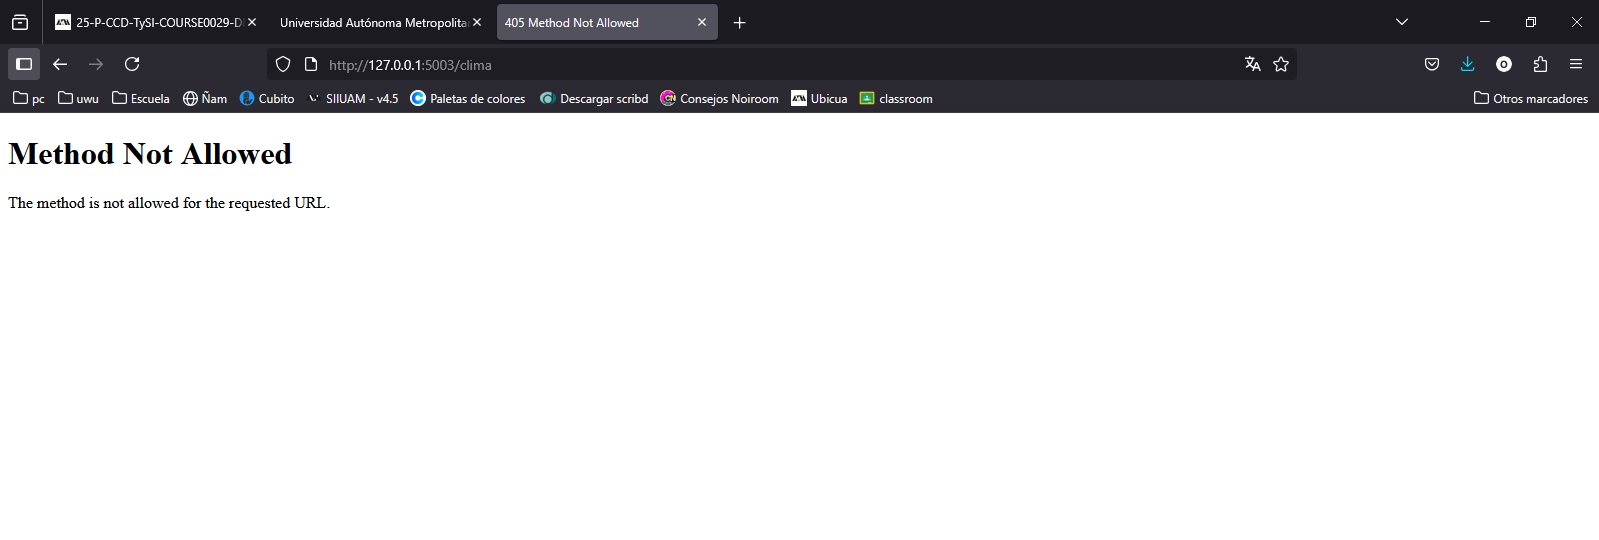 25-P-CCD-TySI-COURSE0029-D
Universidad Autónoma Metropolita
405 Method Not Allowed
http://127.0.0.1:5003/clima
pc
uwu
Escuela
Ñam
Cubito
SIIUAM - v4.5
Paletas de colores
Descargar scribd
Consejos Noiroom
Ubicua
classroom
Otros marcadores
Method Not Allowed
The method is not allowed for the requested URL.